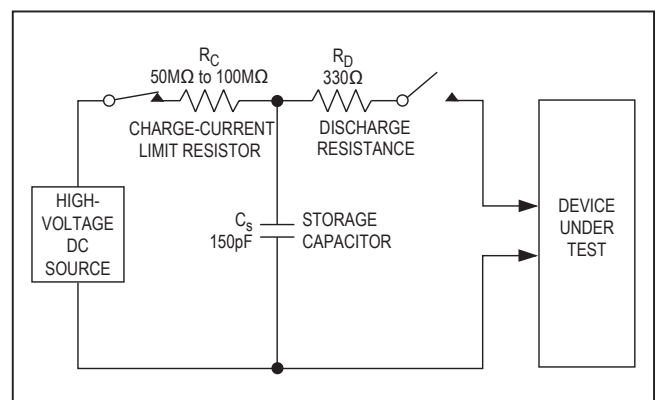 R_C
50MΩ to 100MΩ
CHARGE-CURRENT
LIMIT RESISTOR
R_D
330Ω
DISCHARGE
RESISTANCE
HIGH-
VOLTAGE
DC
SOURCE
C_s
150pF
STORAGE
CAPACITOR
DEVICE
UNDER
TEST